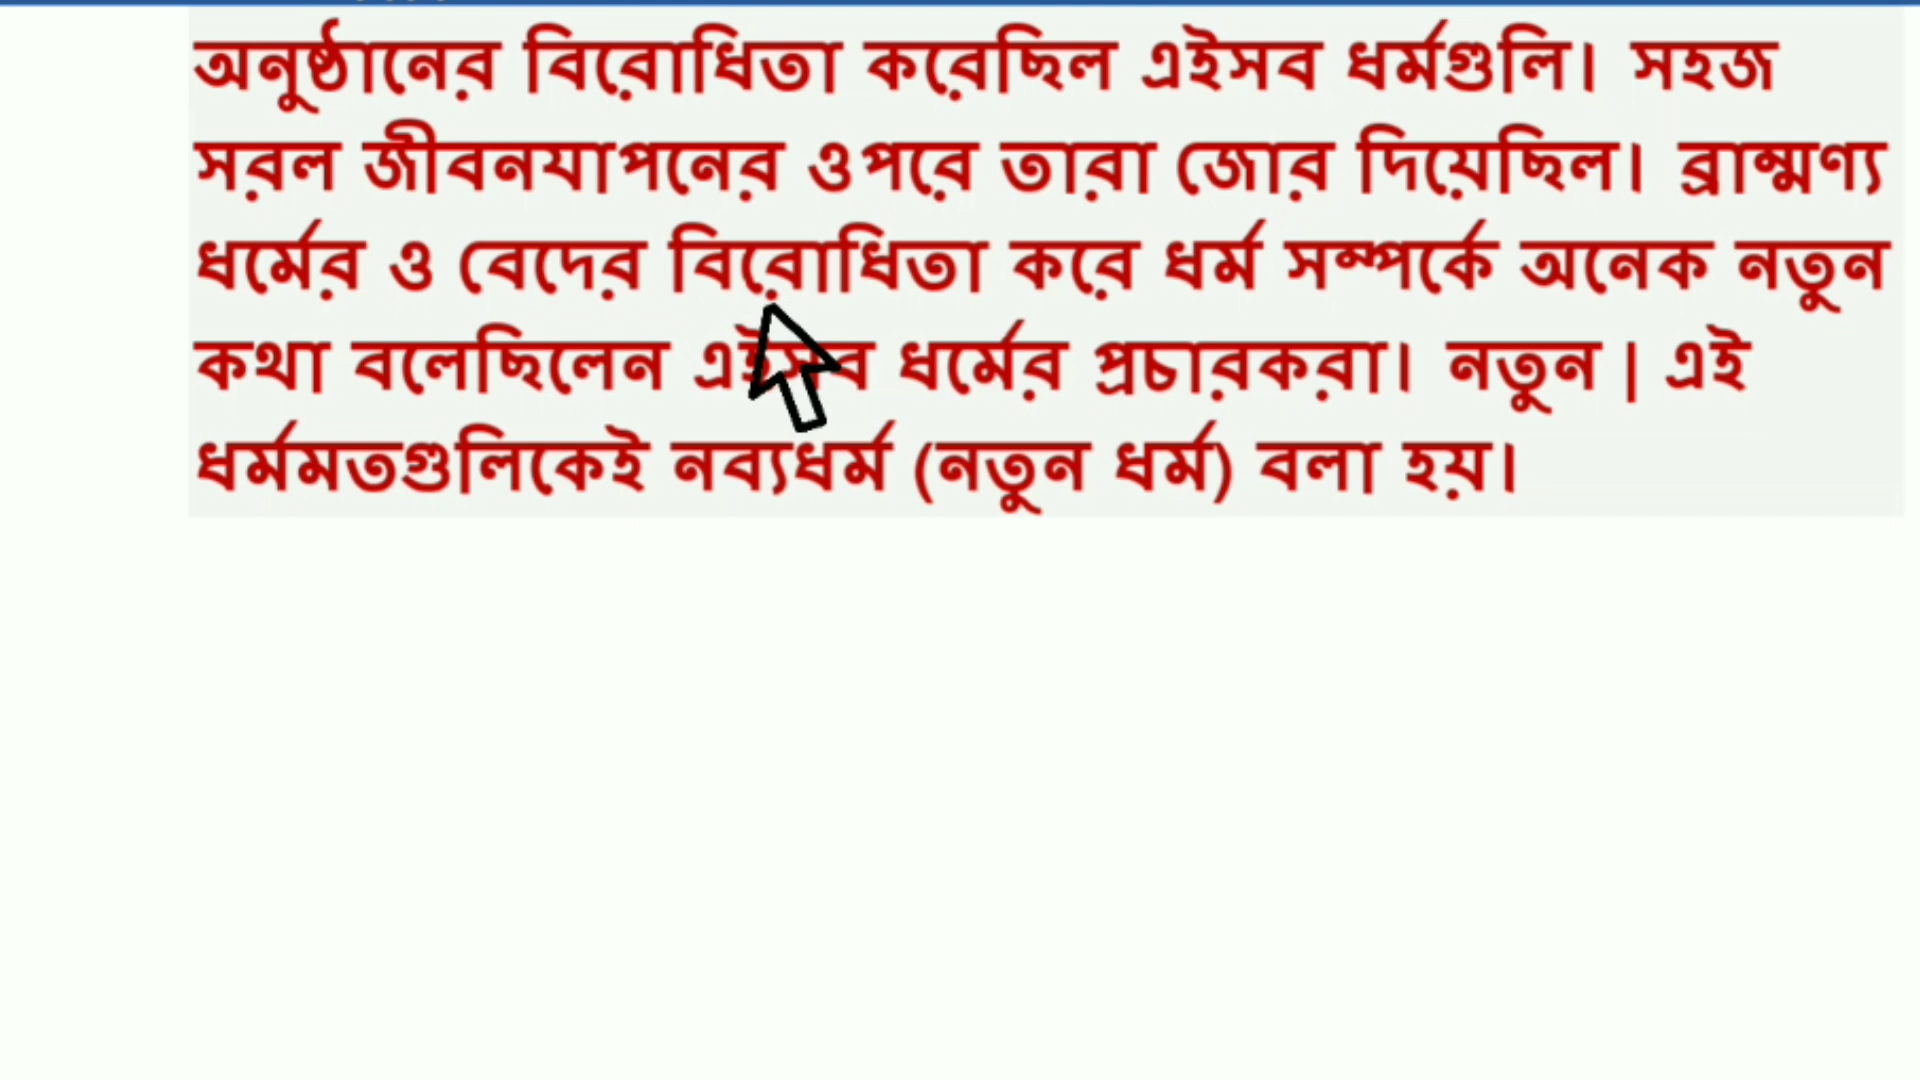 অনুষ্ঠানের বিরোধিতা করেছিল এইসব ধর্মগুলি। সহজ
সরল জীবনযাপনের ওপরে তারা জোর দিয়েছিল। ব্রাম্মণ্য
ধর্মের ও বেদের বিরোধিতা করে ধর্ম সম্পর্কে অনেক নতুন
কথা বলেছিলেন এইসব ধর্মের প্রচারকরা। নতুন | এই
ধর্মমতগুলিকেই নব্যধর্ম (নতুন ধর্ম) বলা হয়।